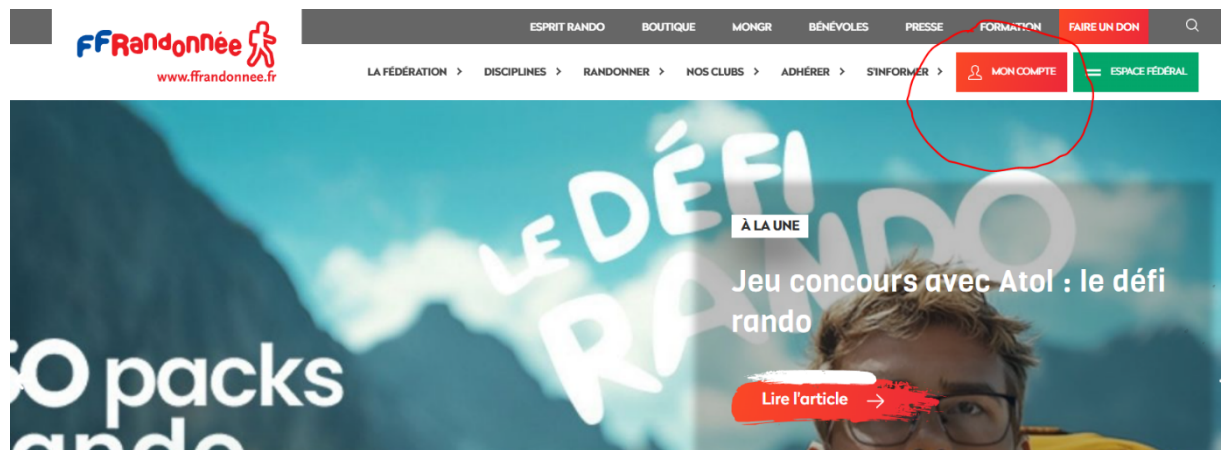 FFRandonnée
www.ffrandonnee.fr
ESPRIT RANDO BOUTIQUE MONGR BÉNÉVOLES PRESSE FORMATION FAIRE UN DON
LA FÉDÉRATION > DISCIPLINES > RANDONNER > NOS CLUBS > ADHÉRER > S'INFORMER > MON COMPTE ESPACE FÉDÉRAL
LE DÉFI
RANDO
À LA UNE
Jeu concours avec Atol : le défi
rando
Lire l'article →
packs